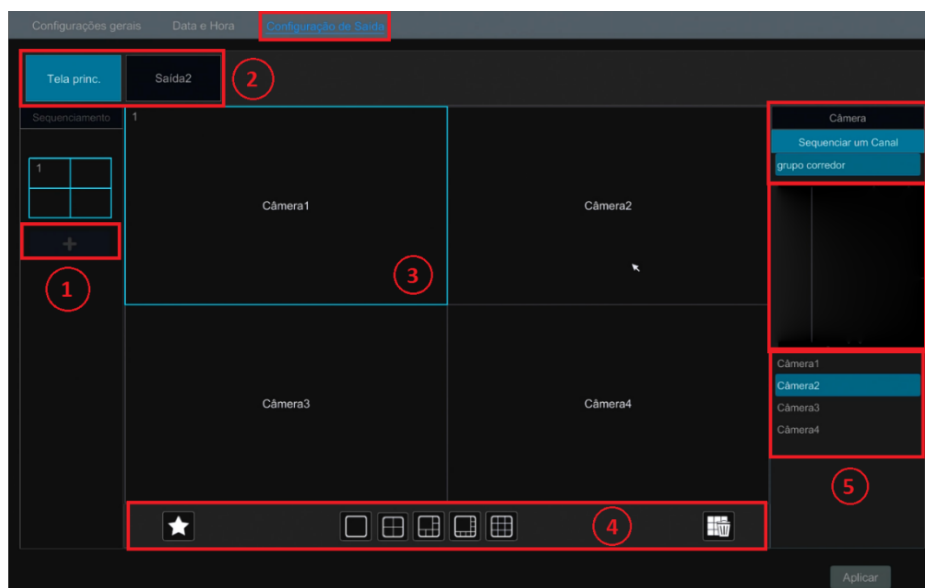 Configurações gerais Data e Hora Configuração de Saída
Tela princ. Saída2 2
Sequenciamento 1 Câmera
Sequenciar um Canal
1 grupo corredor
Câmera1 Câmera2
+
3
1
Câmera1
Câmera2
Câmera3 Câmera4 Câmera3
Câmera4
5
4
Aplicar